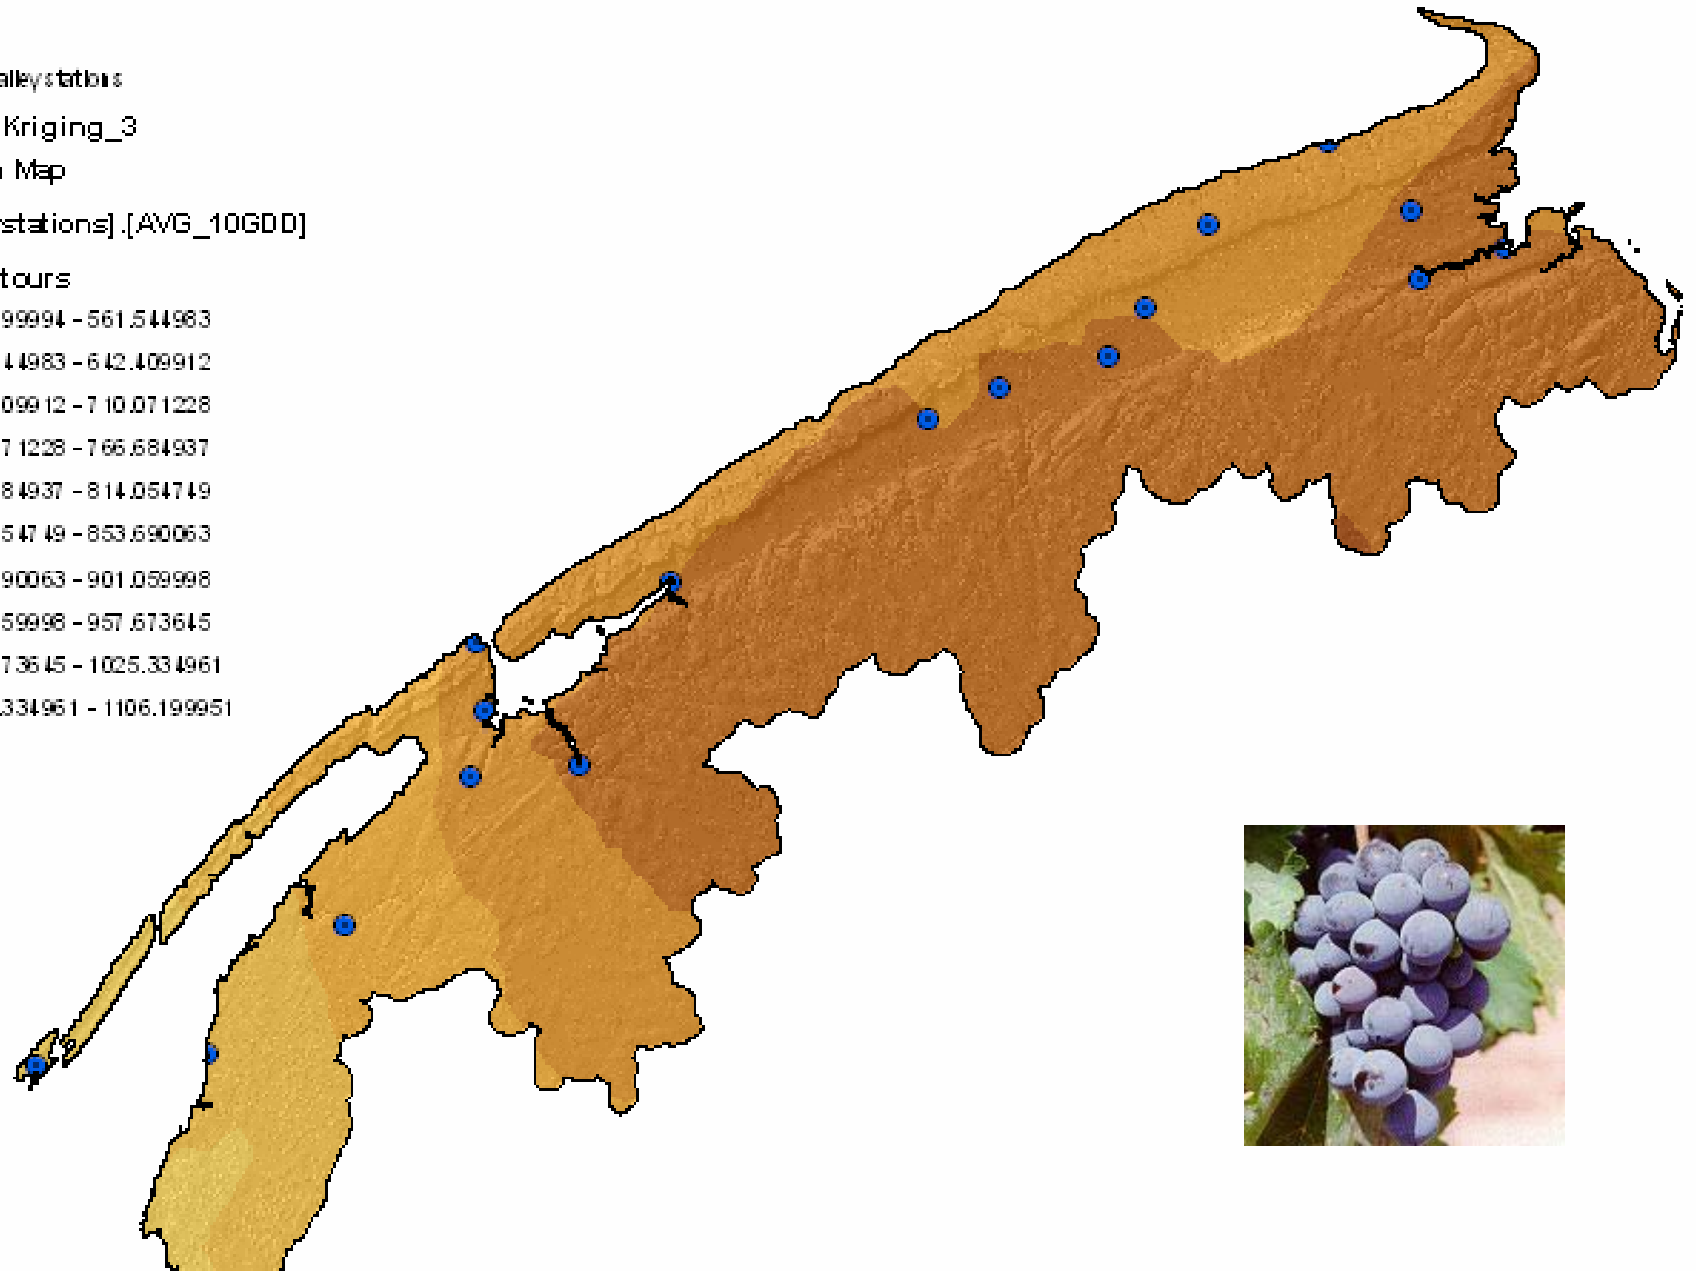 alleystations
Kriging_3
Map
stations].[AVG_10GDD]
tours
99994 - 561.544983
44983 - 642.409912
09912 - 710.071228
71228 - 766.684937
84937 - 814.054749
54749 - 853.690063
90063 - 901.059998
59998 - 957.673645
73645 - 1025.334961
.334961 - 1106.199951